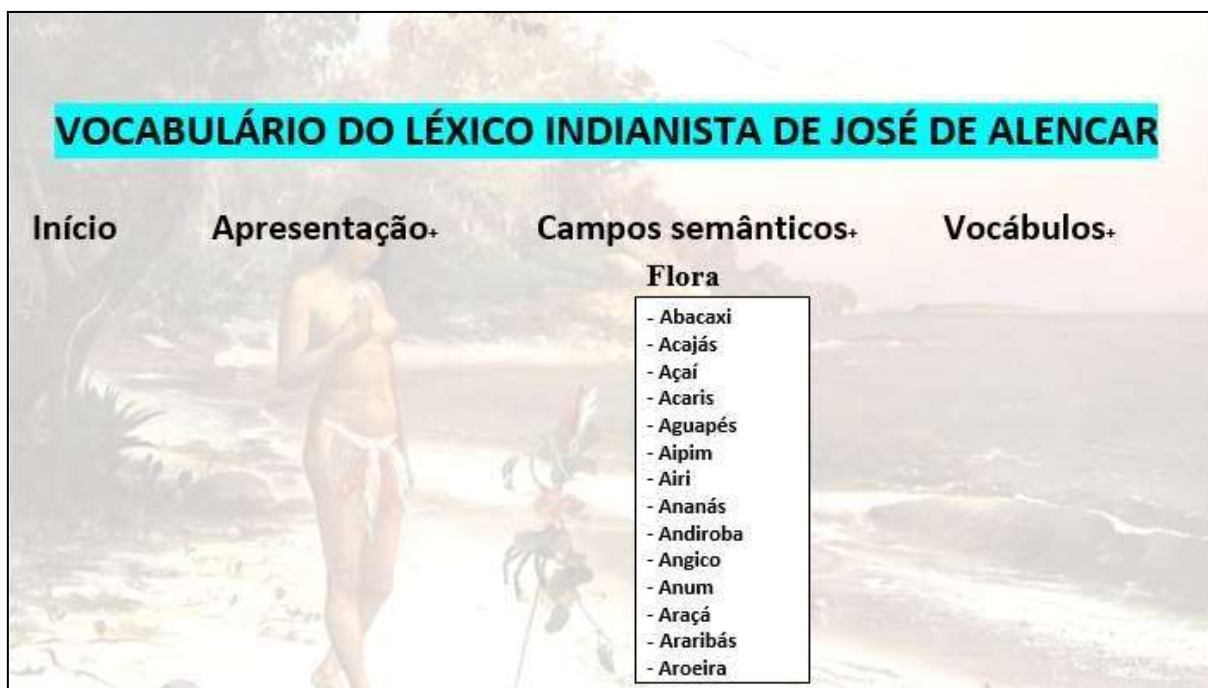 VOCABULÁRIO DO LÉXICO INDIANISTA DE JOSÉ DE ALENCAR
Início Apresentação+ Campos semânticos+ Vocábulos+
Flora
- Abacaxi
- Acajás
- Açaí
- Acaris
- Aguapés
- Aipim
- Airi
- Ananás
- Andiroba
- Angico
- Anum
- Araçá
- Araribás
- Aroeira